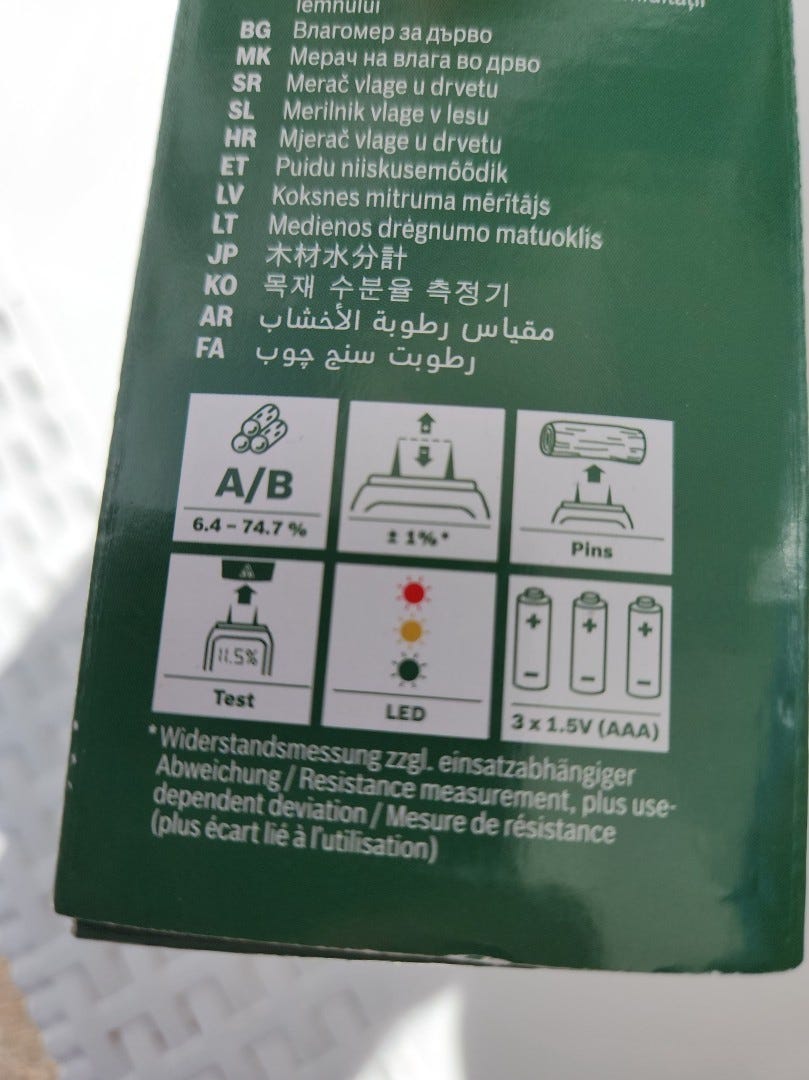 Temnului
BG Влагомер за дърво
MK Мерач на влага во дрво
SR Merač vlage u drvetu
SL Merilnik vlage v lesu
HR Mjerač vlage u drvetu
ET Puidu niiskusemõõdik
LV Koksnes mitruma mērītājs
LT Medienos drėgnumo matuoklis
JP 木材水分計
KO 목재 수분율 측정기
AR مقياس رطوبة الأخشاب
FA رطوبت سنج چوب
A/B
6.4 – 74.7 %
± 1% *
Pins
11.5%
Test
LED
+ + +
- - -
3 x 1.5V (AAA)
*Widerstandsmessung zzgl. einsatzabhängiger
Abweichung / Resistance measurement, plus use-
dependent deviation / Mesure de résistance
(plus écart lié à l'utilisation)